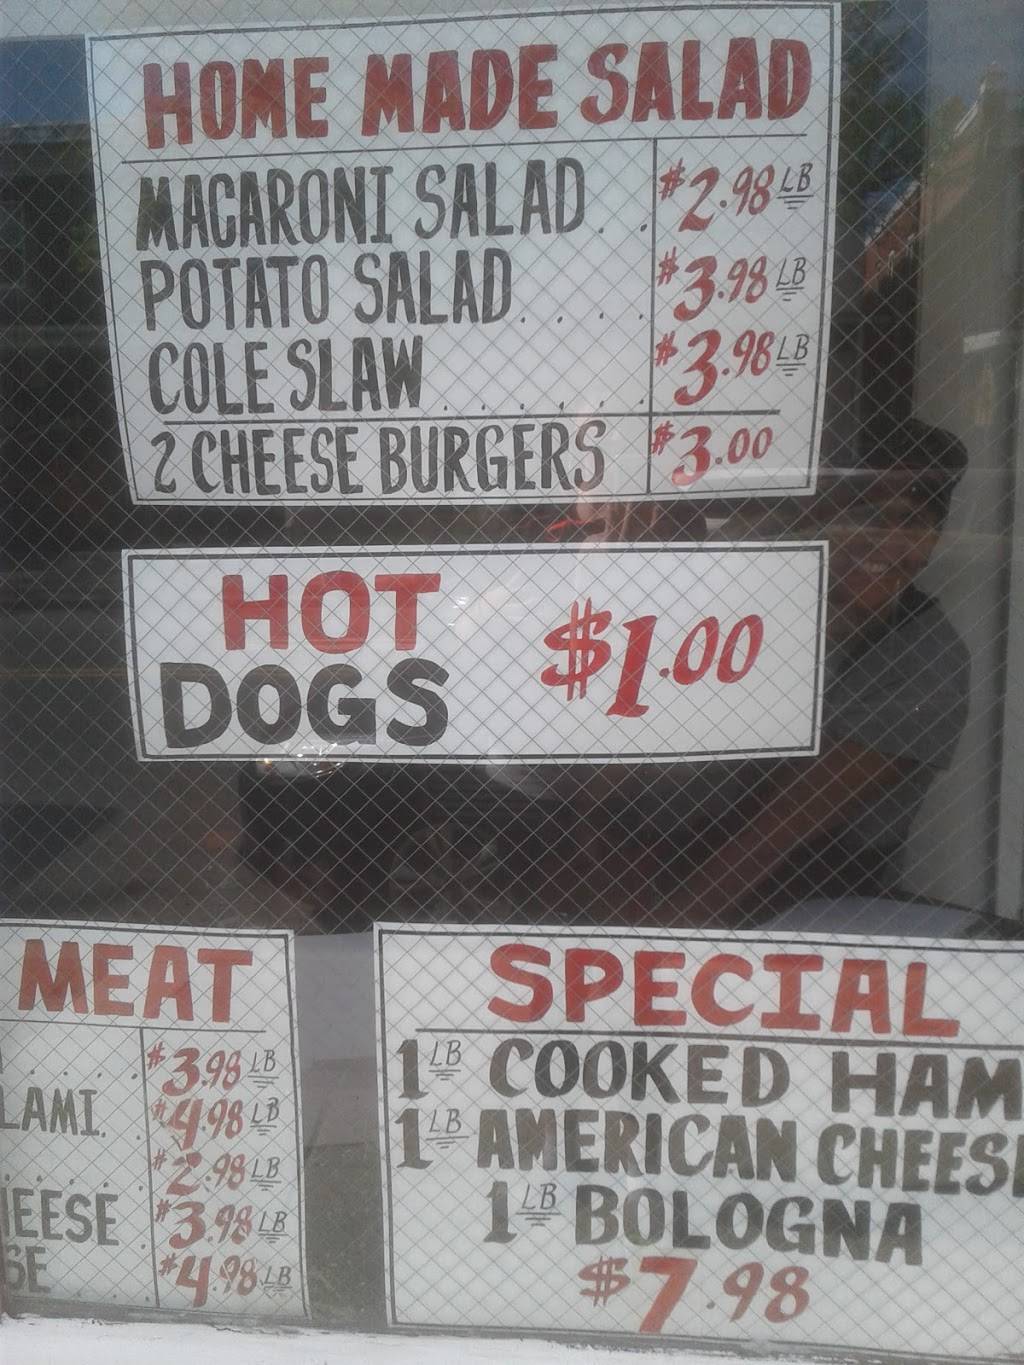 HOME MADE SALAD
MACARONI SALAD . . $2.98 LB
POTATO SALAD . . . . $3.98 LB
COLE SLAW . . . . . . . $3.98 LB
2 CHEESE BURGERS $3.00
HOT $1.00
DOGS
MEAT
. . . . . $3.98 LB
LAMI . . $4.98 LB
. . . . . $2.98 LB
EESE . $3.98 LB
SE . . . $4.98 LB
SPECIAL
1 LB COOKED HAM
1 LB AMERICAN CHEES
1 LB BOLOGNA
$7.98